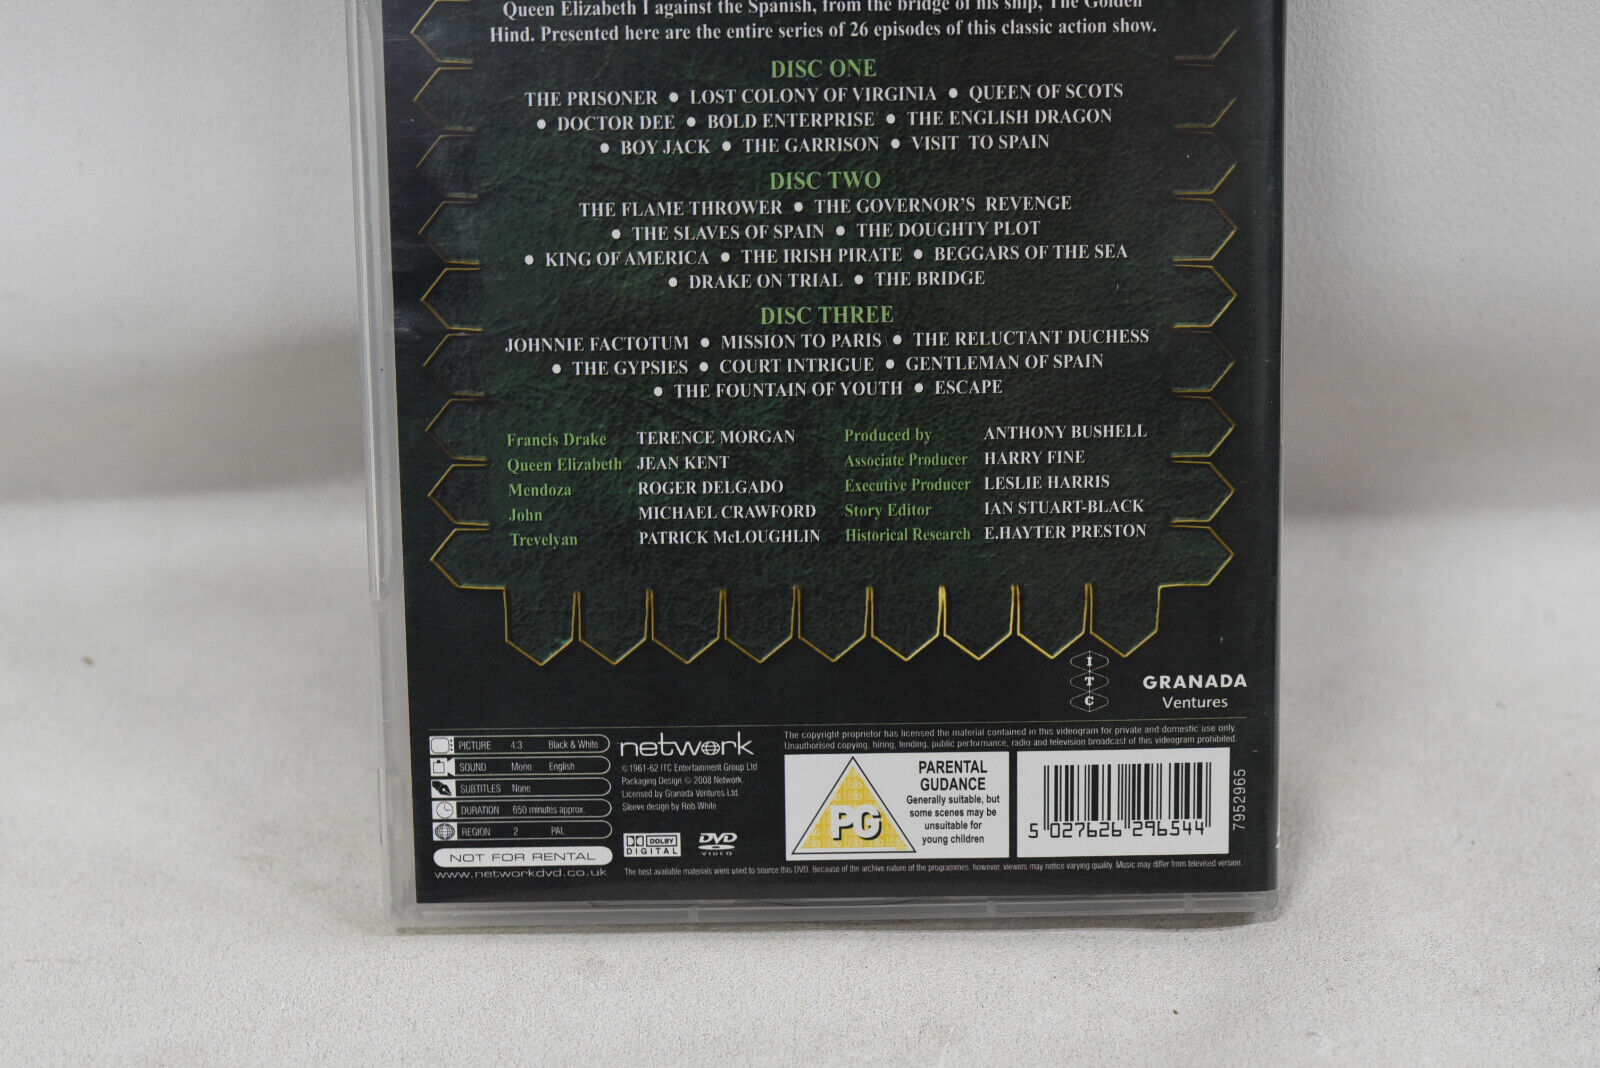 Queen Elizabeth I against the Spanish, from the bridge of his ship, The Golden
Hind. Presented here are the entire series of 26 episodes of this classic action show.
DISC ONE
THE PRISONER • LOST COLONY OF VIRGINIA • QUEEN OF SCOTS
• DOCTOR DEE • BOLD ENTERPRISE • THE ENGLISH DRAGON
• BOY JACK • THE GARRISON • VISIT TO SPAIN
DISC TWO
THE FLAME THROWER • THE GOVERNOR'S REVENGE
• THE SLAVES OF SPAIN • THE DOUGHTY PLOT
• KING OF AMERICA • THE IRISH PIRATE • BEGGARS OF THE SEA
• DRAKE ON TRIAL • THE BRIDGE
DISC THREE
JOHNNIE FACTOTUM • MISSION TO PARIS • THE RELUCTANT DUCHESS
• THE GYPSIES • COURT INTRIGUE • GENTLEMAN OF SPAIN
• THE FOUNTAIN OF YOUTH • ESCAPE
Francis Drake TERENCE MORGAN
Queen Elizabeth JEAN KENT
Mendoza ROGER DELGADO
John MICHAEL CRAWFORD
Trevelyan PATRICK McLOUGHLIN
Produced by ANTHONY BUSHELL
Associate Producer HARRY FINE
Executive Producer LESLIE HARRIS
Story Editor IAN STUART-BLACK
Historical Research E.HAYTER PRESTON
I
T
C
GRANADA
Ventures
PICTURE 4:3 Black & White
SOUND Mono English
SUBTITLES None
DURATION 650 minutes approx.
REGION 2 PAL
NOT FOR RENTAL
www.networkdvd.co.uk
network
©1961-62 ITC Entertainment Group Ltd
Packaging Design © 2008 Network.
Licensed by Granada Ventures Ltd.
Sleeve design by Rob White
DOLBY
DIGITAL
DVD
VIDEO
The copyright proprietor has licensed the material contained in this videogram for private and domestic use only.
Unauthorised copying, hiring, lending, public performance, radio and television broadcast of this videogram prohibited.
PG
PARENTAL
GUDANCE
Generally suitable, but
some scenes may be
unsuitable for
young children
5 027626 296544
7952965
The best available materials were used to source this DVD. Because of the archive nature of the programmes, however, viewers may notice varying quality. Music may differ from televised version.